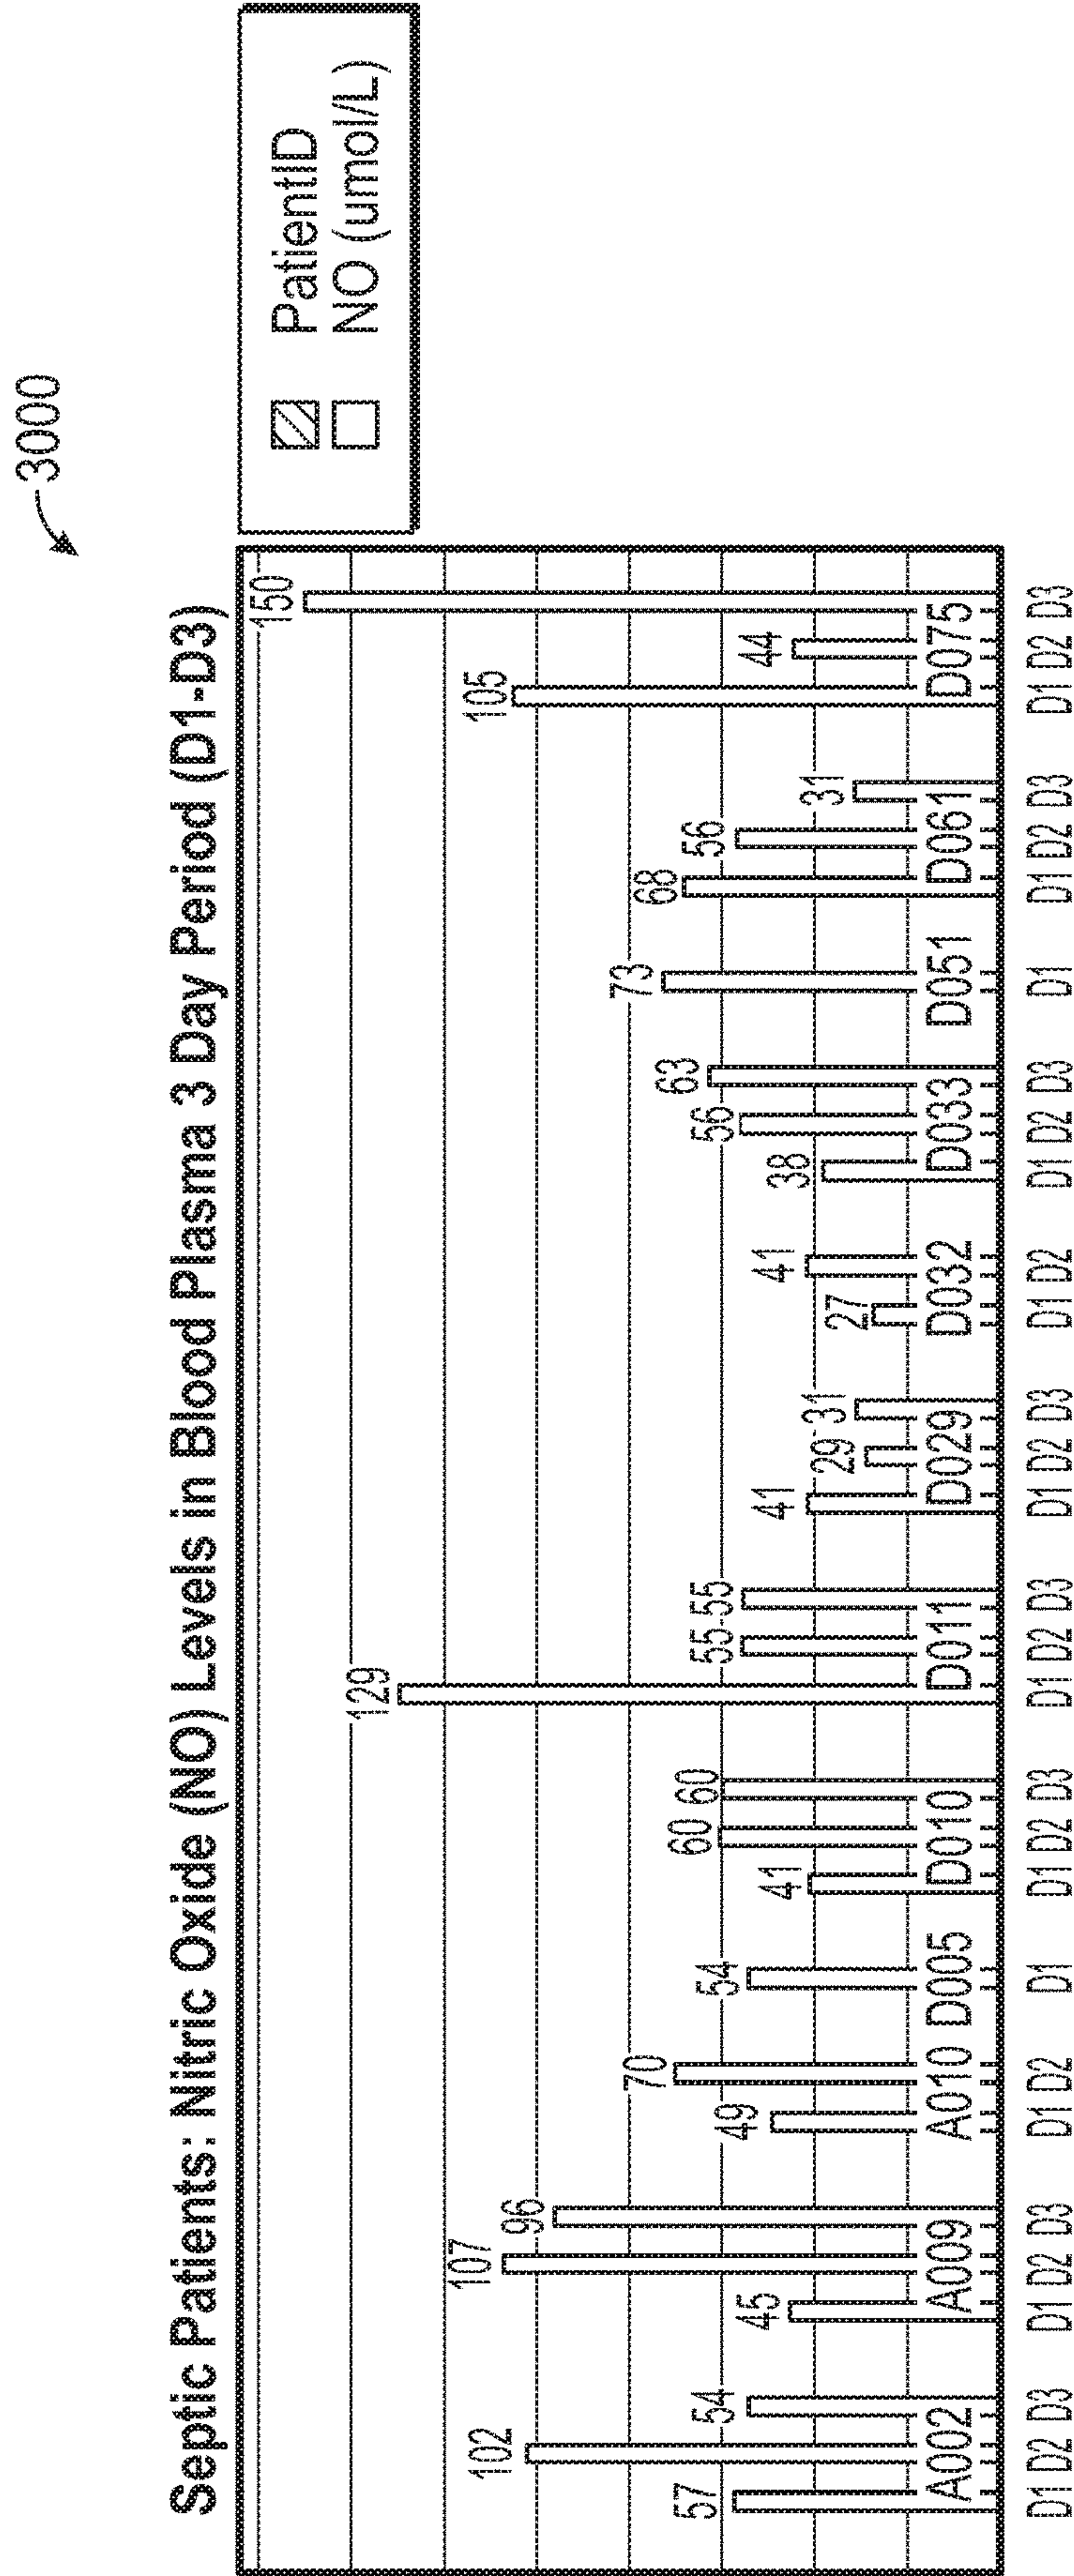 3000
Septic Patients: Nitric Oxide (NO) Levels in Blood Plasma 3 Day Period (D1-D3)
PatientID
NO (umol/L)
57 102 54 45 107 96 49 70 54 41 60 60 129 55 55 41 29 31 27 41 38 56 63 73 68 56 31 105 44 150
A002 A009 A010 D005 D010 D011 D029 D032 D033 D051 D061 D075
D1 D2 D3 D1 D2 D3 D1 D2 D1 D1 D2 D3 D1 D2 D3 D1 D2 D3 D1 D2 D1 D2 D3 D1 D1 D2 D3 D1 D2 D3